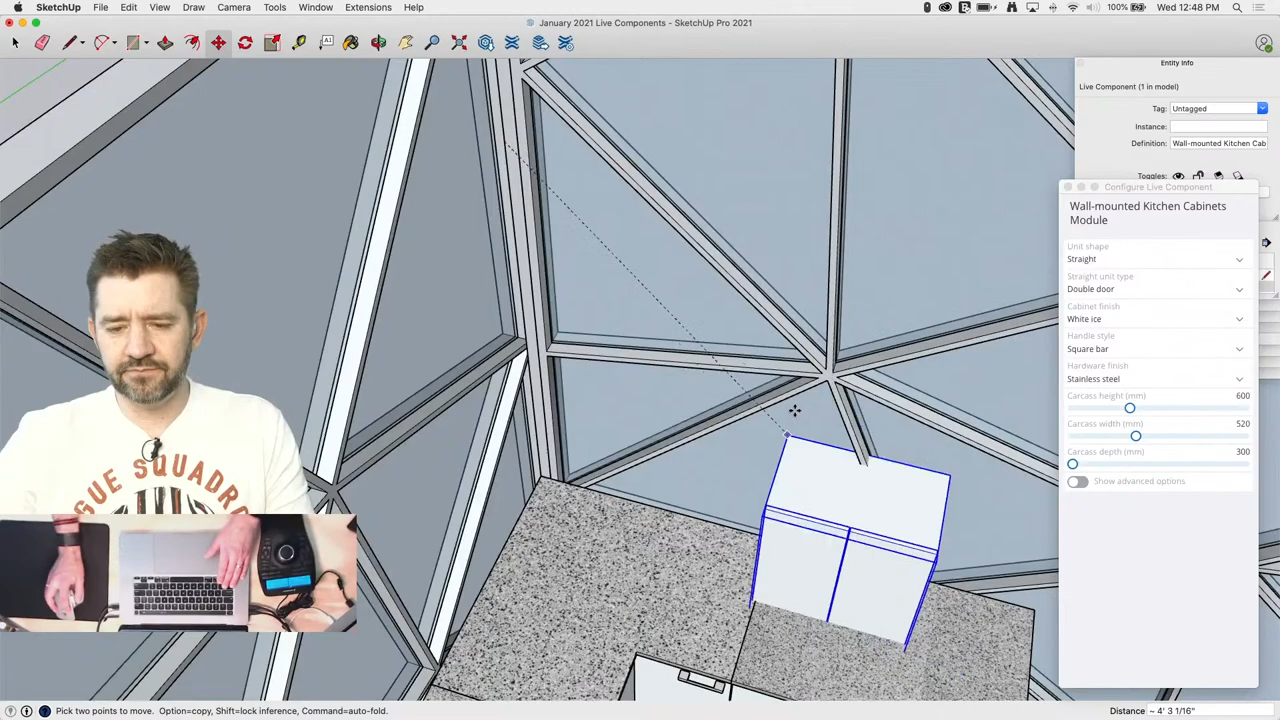 SketchUp File Edit View Draw Camera Tools Window Extensions Help
100% Wed Jan 20 12:48 PM
January 2021 Live Components - SketchUp Pro 2021
Entity Info
Live Component (1 in model)
Tag: Untagged
Instance:
Definition: Wall-mounted Kitchen Cab
Toggles:
Configure Live Component
Wall-mounted Kitchen Cabinets
Module
Unit shape
Straight
Straight unit type
Double door
Cabinet finish
White ice
Handle style
Square bar
Hardware finish
Stainless steel
Carcass height (mm) 600
Carcass width (mm) 520
Carcass depth (mm) 300
Show advanced options
Pick two points to move. Option=copy, Shift=lock inference, Command=auto-fold.
Distance ~ 4' 3 1/16"